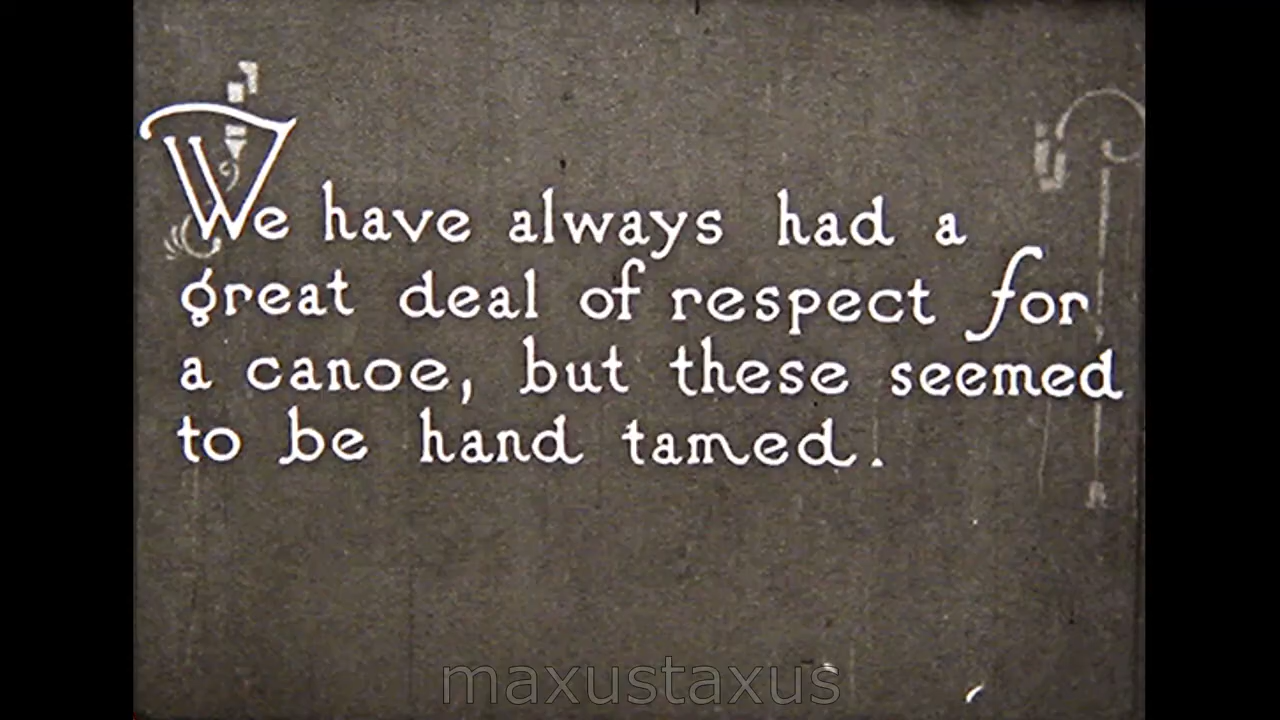 We have always had a
great deal of respect for
a canoe, but these seemed
to be hand tamed.
maxustaxus